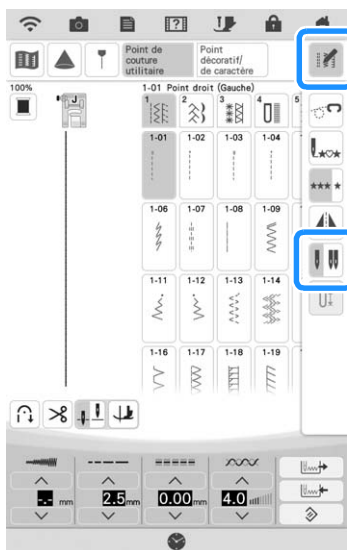 Point de
couture
utilitaire
Point
décoratif/
de caractère
100%
1-01 Point droit (Gauche)
J
1 2 3 4 5
1-01 1-02 1-03 1-04
1-06 1-07 1-08 1-09
1-11 1-12 1-13 1-14
1-16 1-17 1-18 1-19
-.- mm 2.5 mm 0.00 mm 4.0